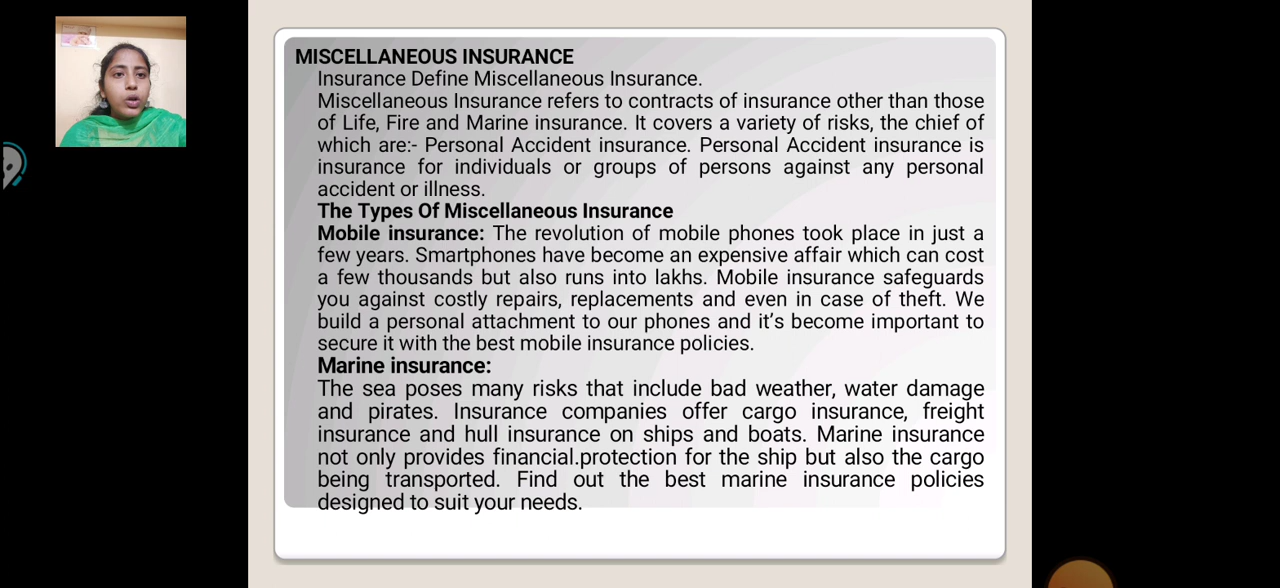 MISCELLANEOUS INSURANCE
Insurance Define Miscellaneous Insurance.
Miscellaneous Insurance refers to contracts of insurance other than those
of Life, Fire and Marine insurance. It covers a variety of risks, the chief of
which are:- Personal Accident insurance. Personal Accident insurance is
insurance for individuals or groups of persons against any personal
accident or illness.
The Types Of Miscellaneous Insurance
Mobile insurance: The revolution of mobile phones took place in just a
few years. Smartphones have become an expensive affair which can cost
a few thousands but also runs into lakhs. Mobile insurance safeguards
you against costly repairs, replacements and even in case of theft. We
build a personal attachment to our phones and it’s become important to
secure it with the best mobile insurance policies.
Marine insurance:
The sea poses many risks that include bad weather, water damage
and pirates. Insurance companies offer cargo insurance, freight
insurance and hull insurance on ships and boats. Marine insurance
not only provides financial.protection for the ship but also the cargo
being transported. Find out the best marine insurance policies
designed to suit your needs.